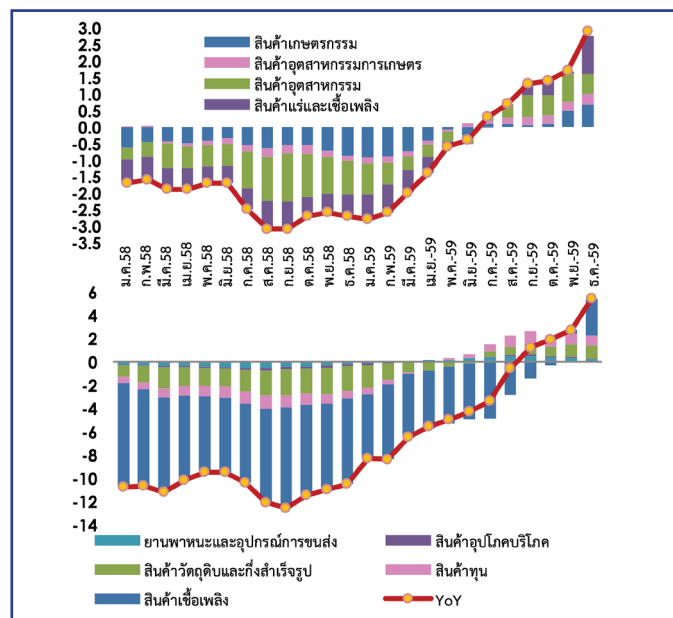 3.0
2.5
2.0
1.5
1.0
0.5
0.0
-0.5
-1.0
-1.5
-2.0
-2.5
-3.0
-3.5
สินค้าเกษตรกรรม
สินค้าอุตสาหกรรมการเกษตร
สินค้าอุตสาหกรรม
สินค้าแร่และเชื้อเพลิง
ม.ค.58
ก.พ.58
มี.ค.58
เม.ย.58
พ.ค.58
มิ.ย.58
ก.ค.58
ส.ค.58
ก.ย.58
ต.ค.58
พ.ย.58
ธ.ค.58
ม.ค.59
ก.พ.59
มี.ค.59
เม.ย.-59
พ.ค.-59
มิ.ย.-59
ก.ค.-59
ส.ค.-59
ก.ย.-59
ต.ค.-59
พ.ย.-59
ธ.ค.-59
6
4
2
0
-2
-4
-6
-8
-10
-12
-14
ยานพาหนะและอุปกรณ์การขนส่ง
สินค้าอุปโภคบริโภค
สินค้าวัตถุดิบและกึ่งสำเร็จรูป
สินค้าทุน
สินค้าเชื้อเพลิง
YoY